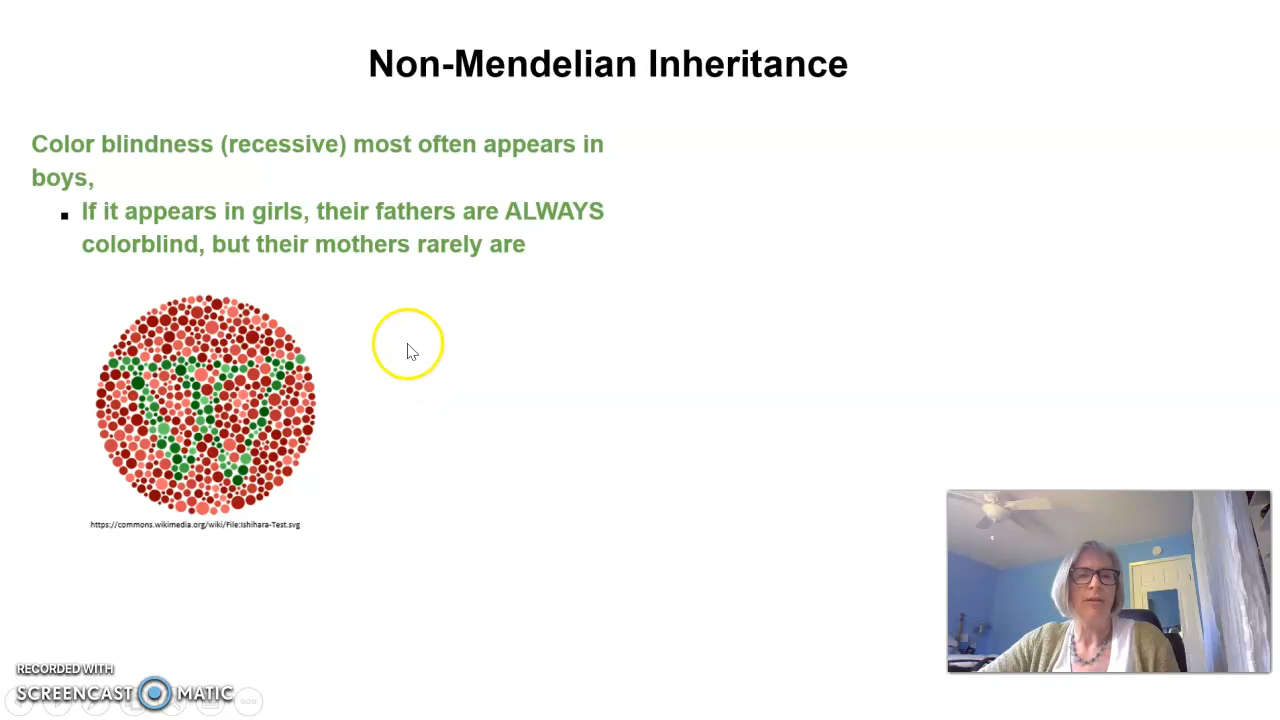 Non-Mendelian Inheritance
Color blindness (recessive) most often appears in
boys,
If it appears in girls, their fathers are ALWAYS
colorblind, but their mothers rarely are
W
https://commons.wikimedia.org/wiki/File:Ishihara-Test.svg
RECORDED WITH
SCREENCAST MATIC